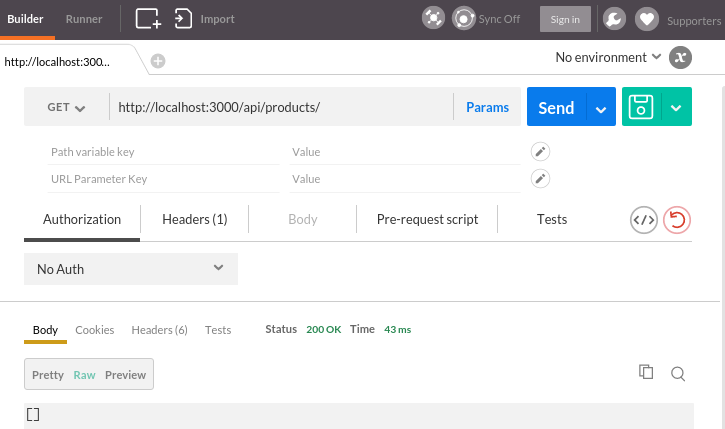 Builder Runner Import Sync Off Sign in Supporters
http://localhost:300... No environment x
GET http://localhost:3000/api/products/ Params Send
Path variable key Value
URL Parameter Key Value
Authorization Headers (1) Body Pre-request script Tests </>
No Auth
Body Cookies Headers (6) Tests Status 200 OK Time 43 ms
Pretty Raw Preview
[]